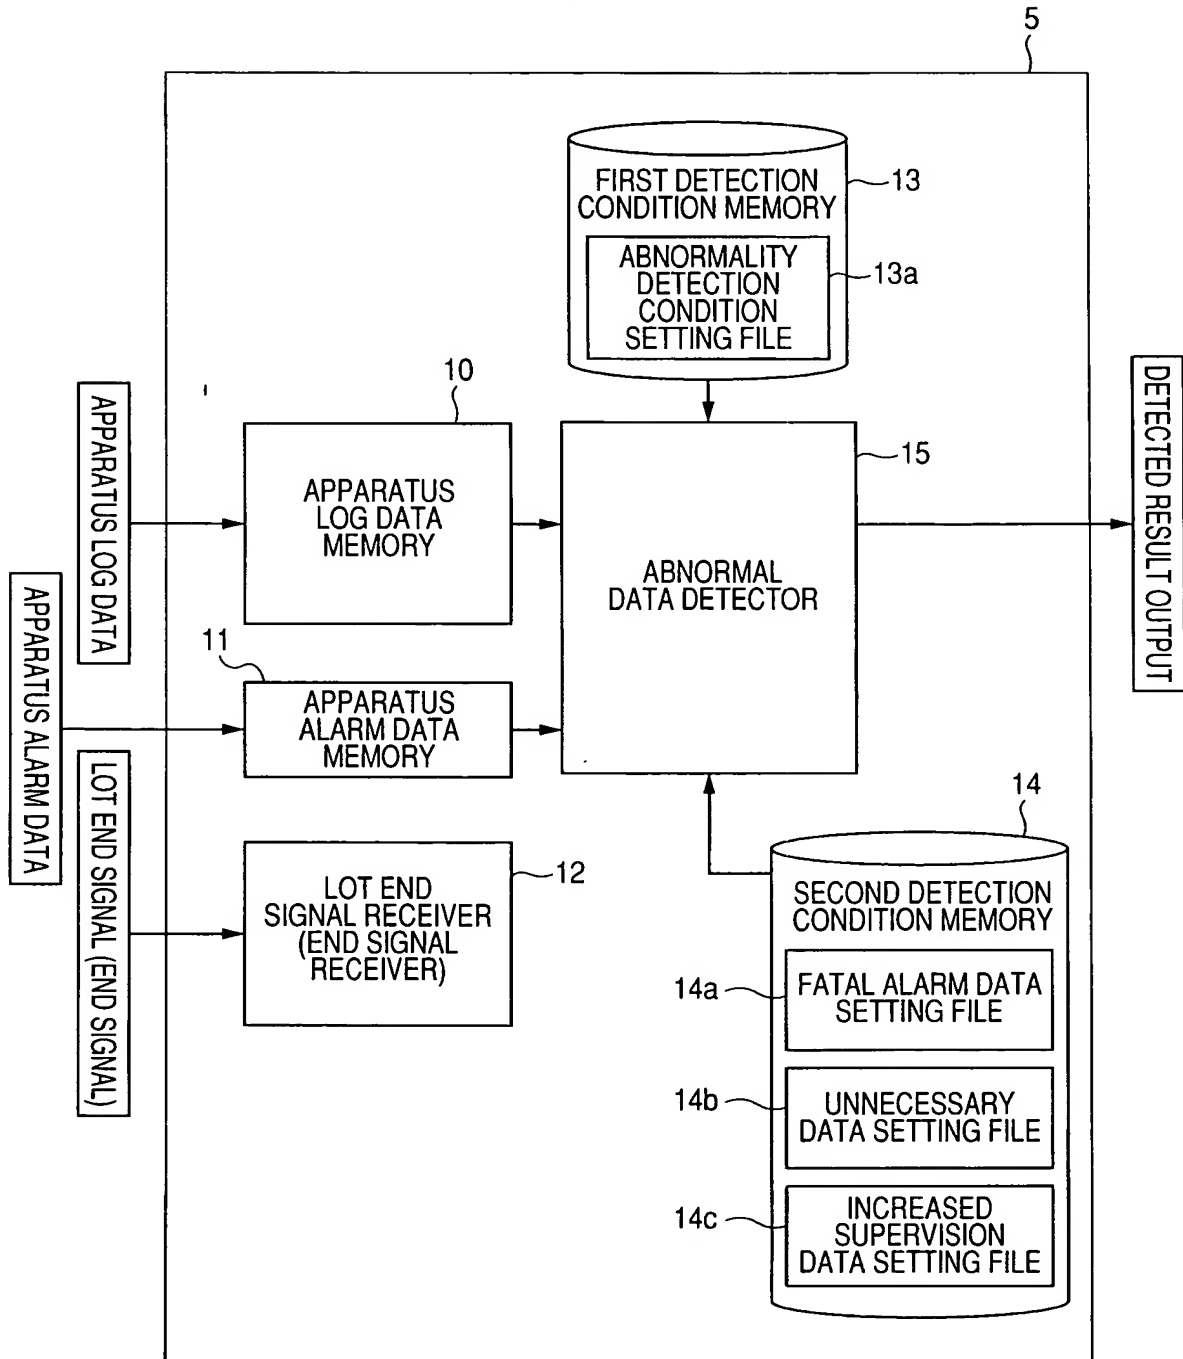 5
FIRST DETECTION
CONDITION MEMORY
13
ABNORMALITY
DETECTION
CONDITION
SETTING FILE
13a
APPARATUS LOG DATA
10
APPARATUS
LOG DATA
MEMORY
15
ABNORMAL
DATA DETECTOR
DETECTED RESULT OUTPUT
APPARATUS ALARM DATA
11
APPARATUS
ALARM DATA
MEMORY
LOT END SIGNAL (END SIGNAL)
12
LOT END
SIGNAL RECEIVER
(END SIGNAL
RECEIVER)
14
SECOND DETECTION
CONDITION MEMORY
14a
FATAL ALARM DATA
SETTING FILE
14b
UNNECESSARY
DATA SETTING FILE
14c
INCREASED
SUPERVISION
DATA SETTING FILE